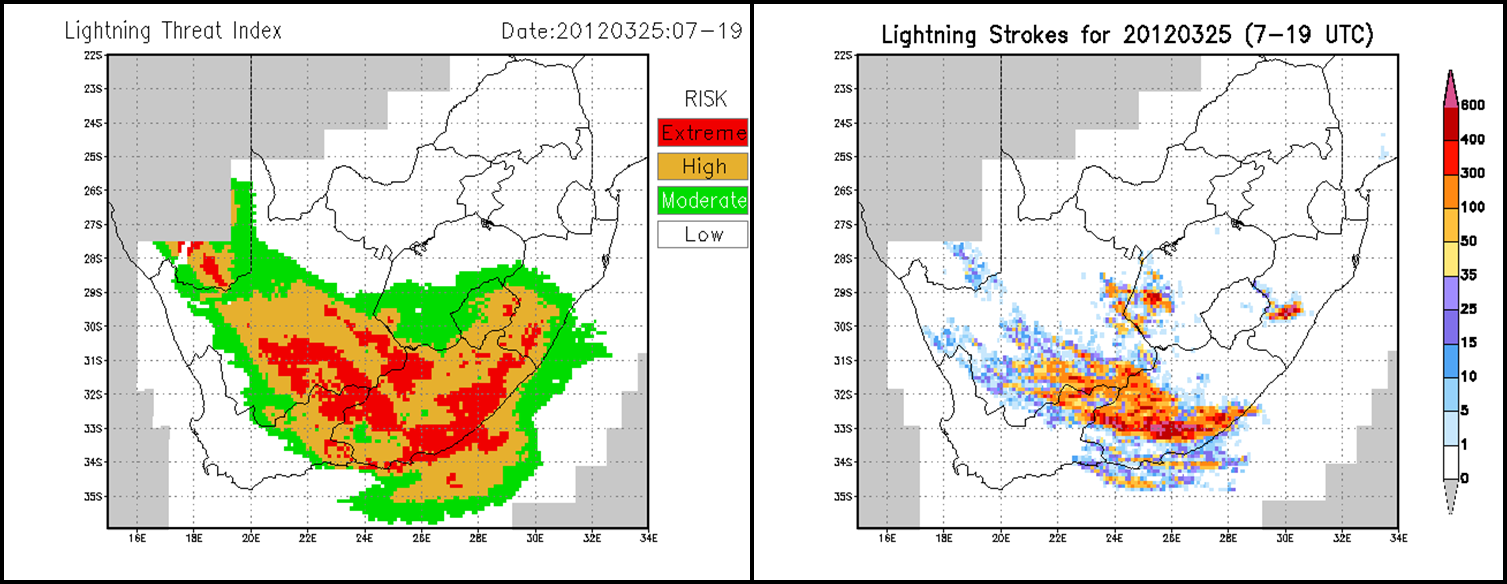 Lightning Threat Index
Date:20120325:07-19
22S
23S
24S
25S
26S
27S
28S
29S
30S
31S
32S
33S
34S
35S
16E
18E
20E
22E
24E
26E
28E
30E
32E
34E
RISK
Extreme
High
Moderate
Low
Lightning Strokes for 20120325 (7-19 UTC)
22S
23S
24S
25S
26S
27S
28S
29S
30S
31S
32S
33S
34S
35S
16E
18E
20E
22E
24E
26E
28E
30E
32E
34E
600
400
300
100
50
35
25
15
10
5
1
0